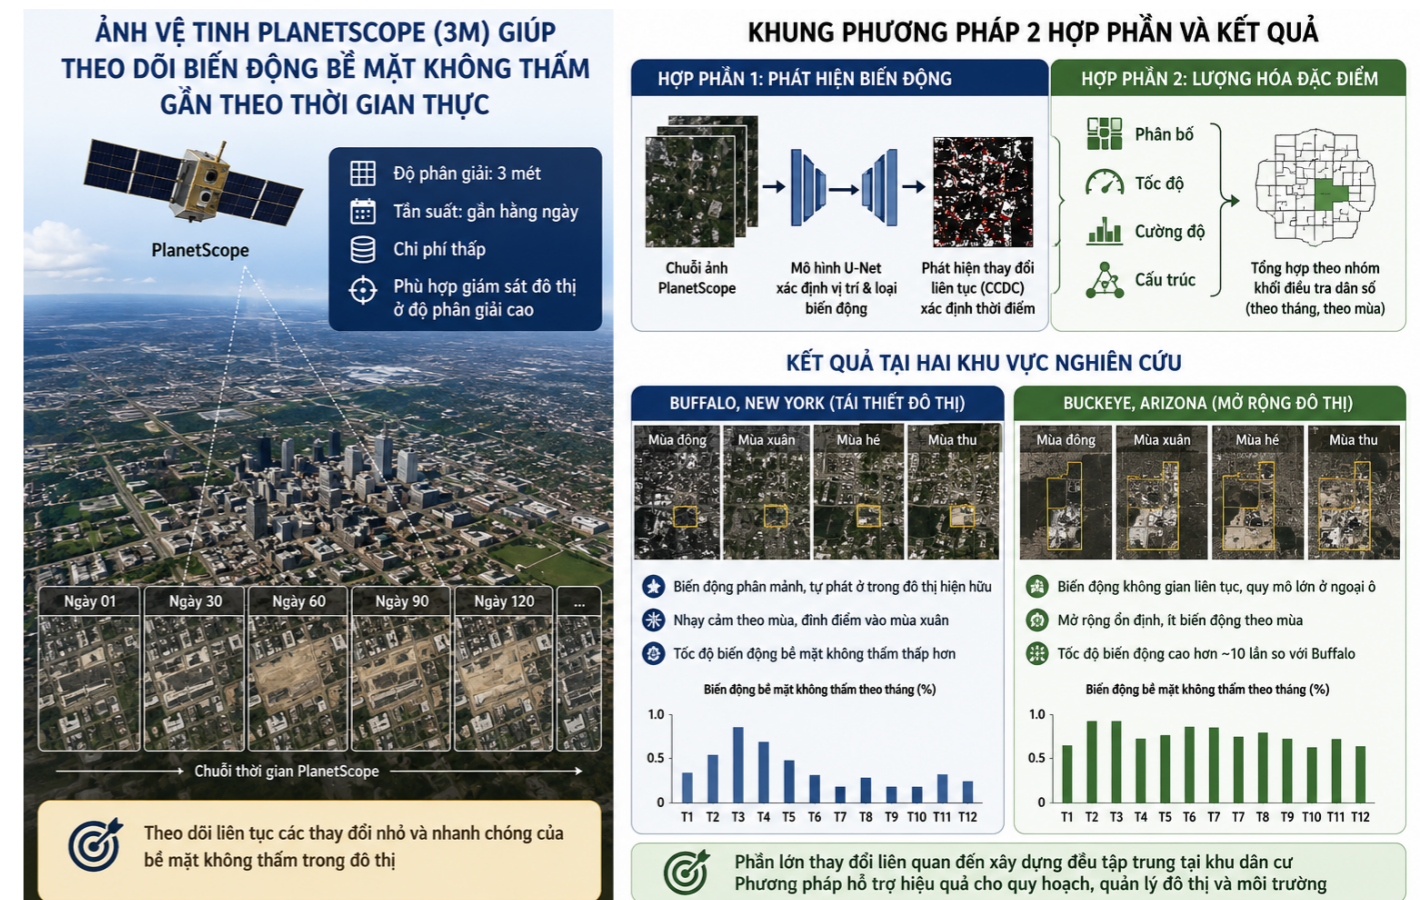 ẢNH VỆ TINH PLANETSCOPE (3M) GIÚP
THEO DÕI BIẾN ĐỘNG BỀ MẶT KHÔNG THẤM
GẦN THEO THỜI GIAN THỰC
PlanetScope
Độ phân giải: 3 mét
Tần suất: gần hằng ngày
Chi phí thấp
Phù hợp giám sát đô thị
ở độ phân giải cao
Ngày 01
Ngày 30
Ngày 60
Ngày 90
Ngày 120
...
Chuỗi thời gian PlanetScope
Theo dõi liên tục các thay đổi nhỏ và nhanh chóng của
bề mặt không thấm trong đô thị
KHUNG PHƯƠNG PHÁP 2 HỢP PHẦN VÀ KẾT QUẢ
HỢP PHẦN 1: PHÁT HIỆN BIẾN ĐỘNG
Chuỗi ảnh
PlanetScope
Mô hình U-Net
xác định vị trí & loại
biến động
Phát hiện thay đổi
liên tục (CCDC)
xác định thời điểm
HỢP PHẦN 2: LƯỢNG HÓA ĐẶC ĐIỂM
Phân bố
Tốc độ
Cường độ
Cấu trúc
Tổng hợp theo nhóm
khối điều tra dân số
(theo tháng, theo mùa)
KẾT QUẢ TẠI HAI KHU VỰC NGHIÊN CỨU
BUFFALO, NEW YORK (TÁI THIẾT ĐÔ THỊ)
Mùa đông
Mùa xuân
Mùa hé
Mùa thu
Biến động phân mảnh, tự phát ở trong đô thị hiện hữu
Nhạy cảm theo mùa, đỉnh điểm vào mùa xuân
Tốc độ biến động bề mặt không thấm thấp hơn
Biến động bề mặt không thấm theo tháng (%)
1.0
0.5
0
T1 T2 T3 T4 T5 T6 T7 T8 T9 T10 T11 T12
BUCKEYE, ARIZONA (MỞ RỘNG ĐÔ THỊ)
Mùa đông
Mùa xuân
Mùa hé
Mùa thu
Biến động không gian liên tục, quy mô lớn ở ngoại ô
Mở rộng ổn định, ít biến động theo mùa
Tốc độ biến động cao hơn ~10 lần so với Buffalo
Biến động bề mặt không thấm theo tháng (%)
1.0
0.5
0
T1 T2 T3 T4 T5 T6 T7 T7 T8 T9 T10 T11 T12
Phần lớn thay đổi liên quan đến xây dựng đều tập trung tại khu dân cư
Phương pháp hỗ trợ hiệu quả cho quy hoạch, quản lý đô thị và môi trường